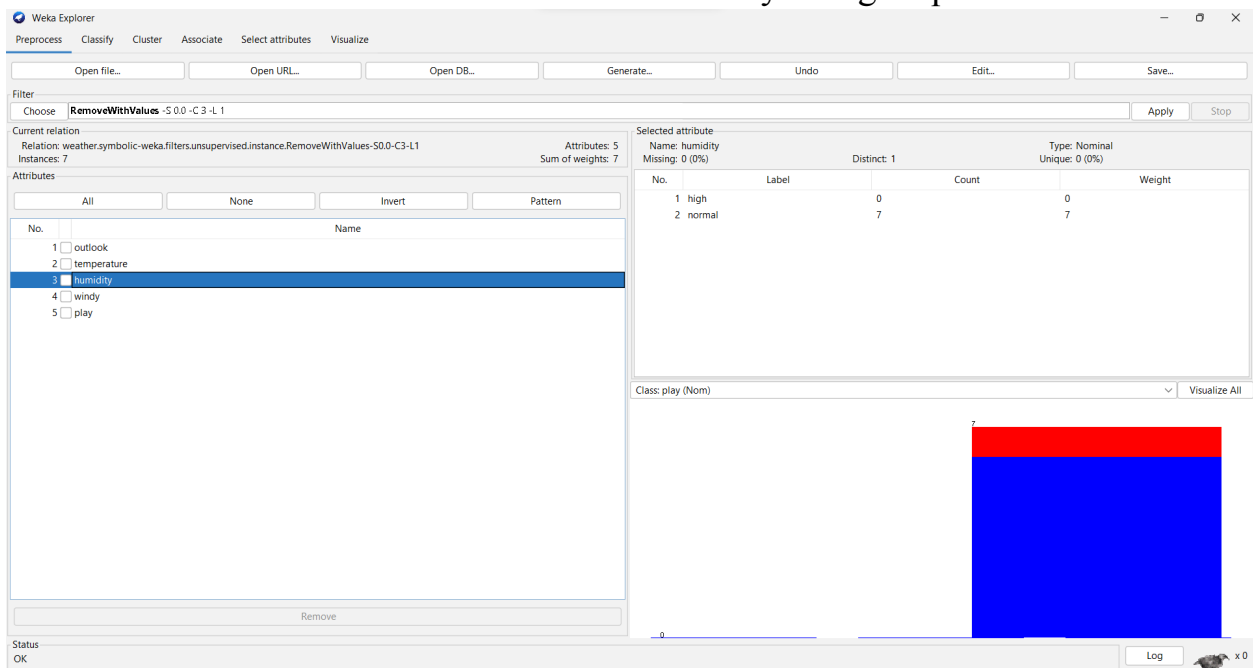 Weka Explorer
Preprocess Classify Cluster Associate Select attributes Visualize
Open file... Open URL... Open DB... Generate... Undo Edit... Save...
Filter
Choose RemoveWithValues -S 0.0 -C 3 -L 1 Apply Stop
Current relation
Relation: weather.symbolic-weka.filters.unsupervised.instance.RemoveWithValues-S0.0-C3-L1 Attributes: 5
Instances: 7 Sum of weights: 7
Attributes
All None Invert Pattern
No. Name
1 outlook
2 temperature
3 humidity
4 windy
5 play
Remove
Selected attribute
Name: humidity Type: Nominal
Missing: 0 (0%) Distinct: 1 Unique: 0 (0%)
No. Label Count Weight
1 high 0 0
2 normal 7 7
Class: play (Nom) Visualize All
7
0
Status
OK
Log x 0